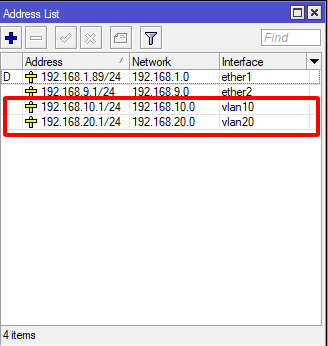 Address List
Find
Address Network Interface
D 192.168.1.89/24 192.168.1.0 ether1
192.168.9.1/24 192.168.9.0 ether2
192.168.10.1/24 192.168.10.0 vlan10
192.168.20.1/24 192.168.20.0 vlan20
4 items